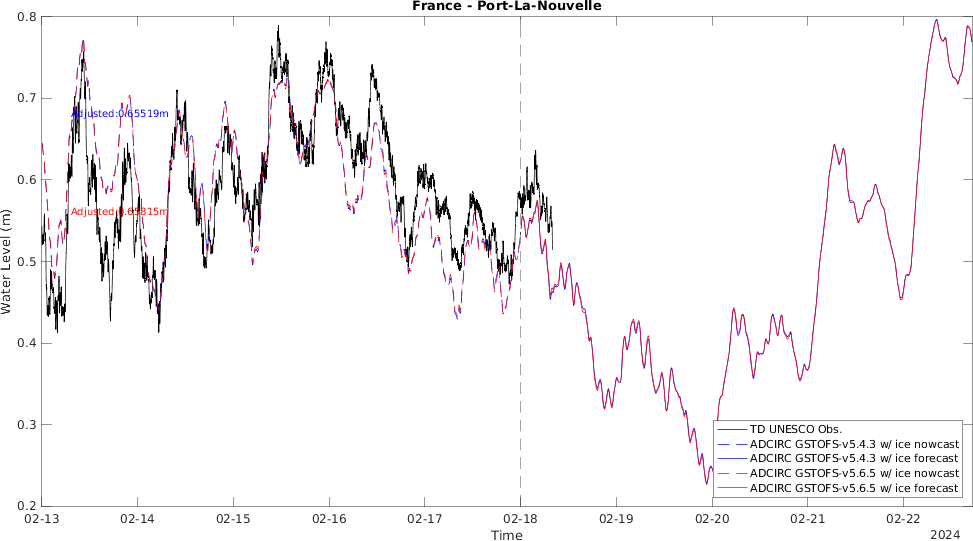 France - Port-La-Nouvelle
0.8
0.7
0.6
0.5
0.4
0.3
0.2
Water Level (m)
Adjusted:0.65519m
Adjusted:0.65815m
TD UNESCO Obs.
ADCIRC GSTOFS-v5.4.3 w/ ice nowcast
ADCIRC GSTOFS-v5.4.3 w/ ice forecast
ADCIRC GSTOFS-v5.6.5 w/ ice nowcast
ADCIRC GSTOFS-v5.6.5 w/ ice forecast
02-13 02-14 02-15 02-16 02-17 02-18 02-19 02-20 02-21 02-22
Time
2024